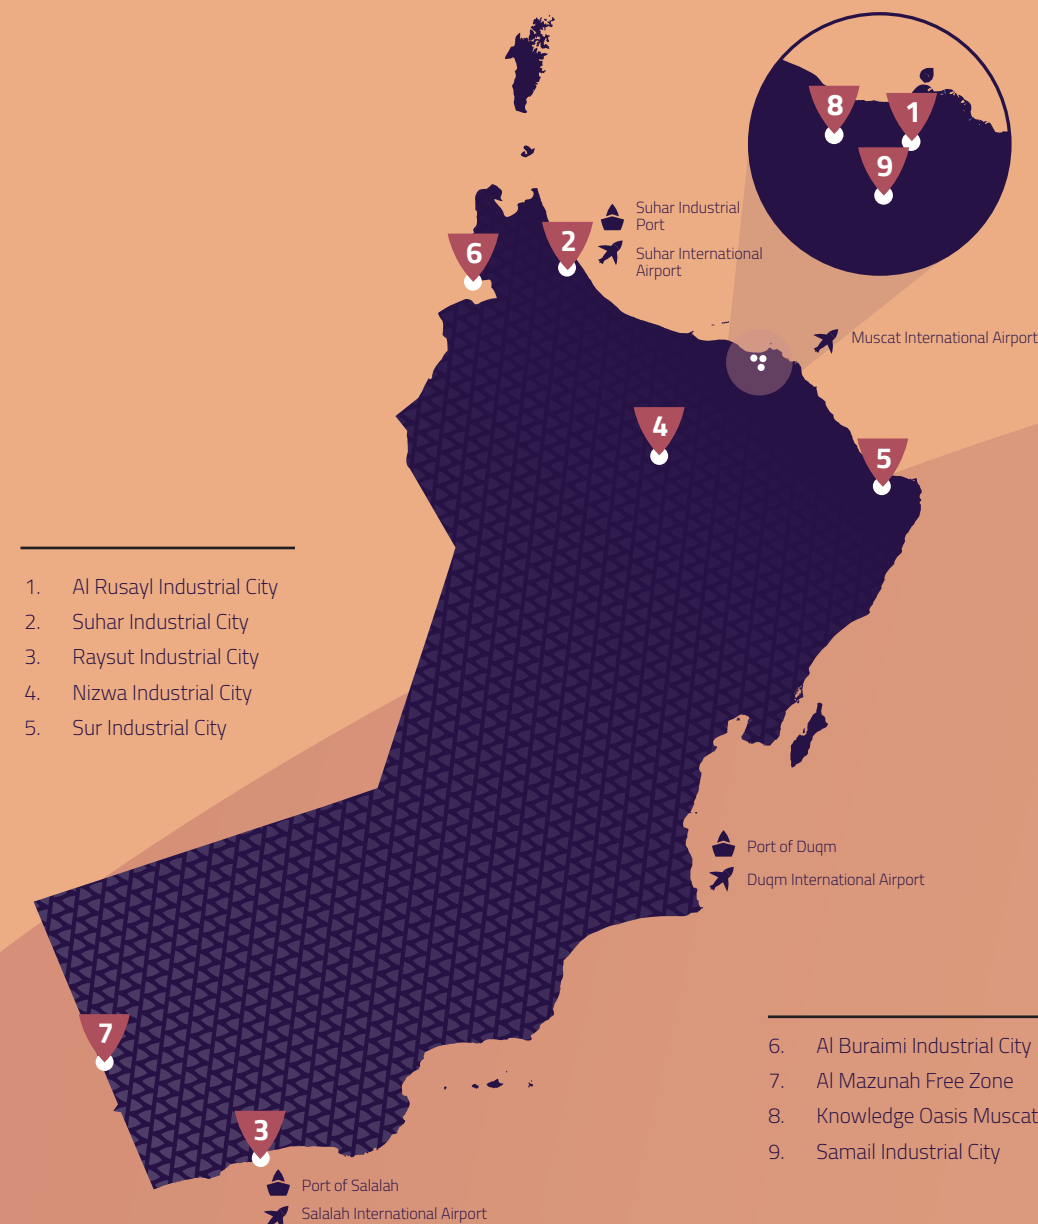 8
1
9
Suhar Industrial
Port
6
2
Suhar International
Airport
Muscat International Airport
4
5
1. Al Rusayl Industrial City
2. Suhar Industrial City
3. Raysut Industrial City
4. Nizwa Industrial City
5. Sur Industrial City
Port of Duqm
Duqm International Airport
7
6. Al Buraimi Industrial City
7. Al Mazunah Free Zone
8. Knowledge Oasis Muscat
9. Samail Industrial City
3
Port of Salalah
Salalah International Airport